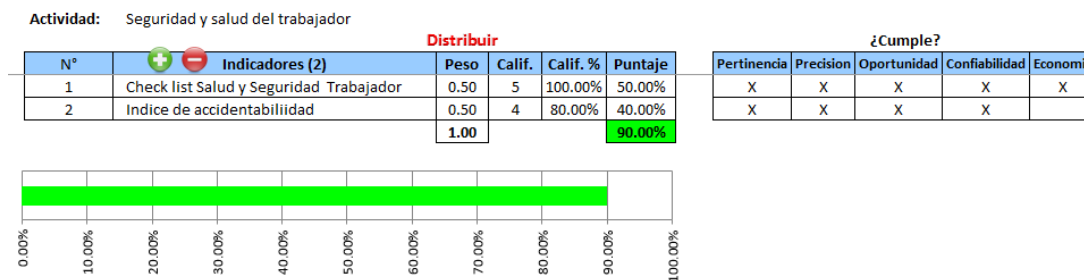 Actividad: Seguridad y salud del trabajador
Distribuir ¿Cumple?
N° Indicadores (2) Peso Calif. Calif. % Puntaje Pertinencia Precision Oportunidad Confiabilidad Economi
1 Check list Salud y Seguridad Trabajador 0.50 5 100.00% 50.00% X X X X X
2 Indice de accidentabiliidad 0.50 4 80.00% 40.00% X X X X
1.00 90.00%
0.00% 10.00% 20.00% 30.00% 40.00% 50.00% 60.00% 70.00% 80.00% 90.00% 100.00%